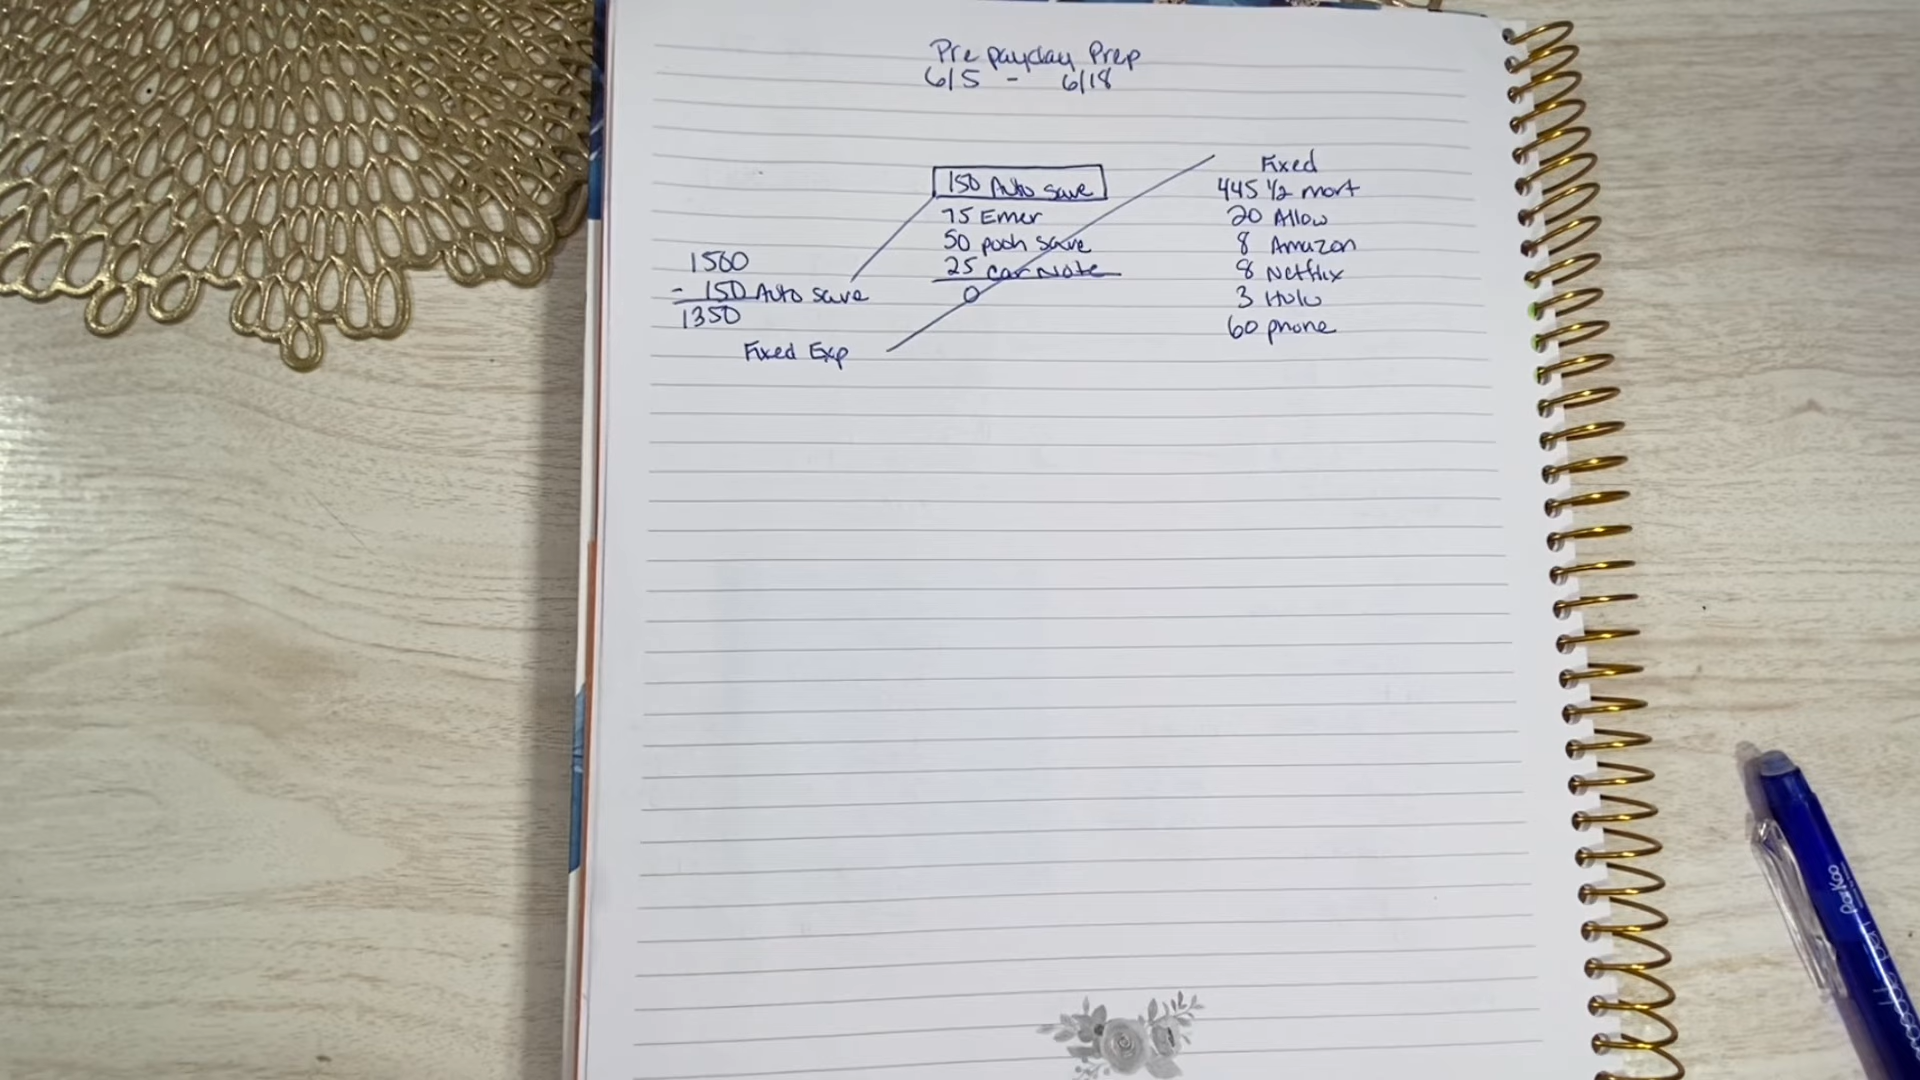 Pre payday Prep
6/5 - 6/18
150 Auto save
75 Emer
50 pooh save
25 car note
0
1500
- 150 Auto save
1350
Fixed Exp
Fixed
445 1/2 mort
20 Allow
8 Amazon
8 Netflix
3 Hulu
60 phone